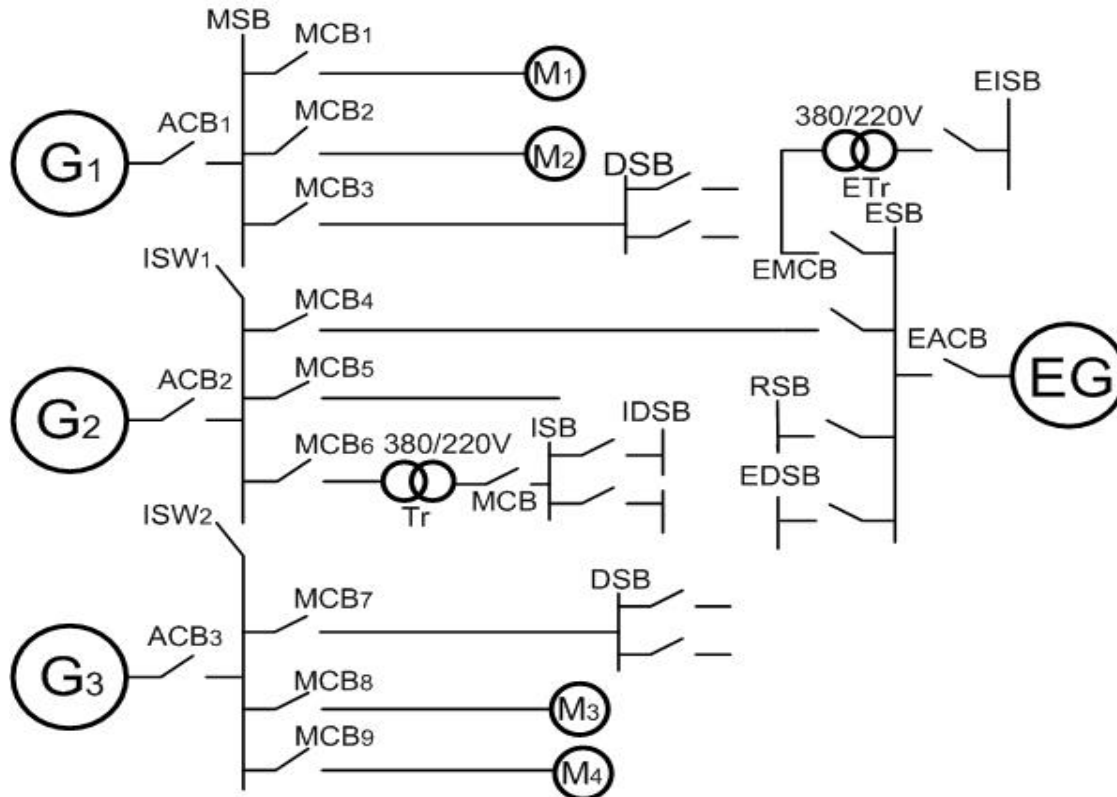 MSB
MCB1
M1
ACB1
G1
MCB2
M2
MCB3
DSB
380/220V
ETr
EISB
ESB
EMCB
ISW1
MCB4
EACB
EG
ACB2
G2
MCB5
MCB6
380/220V
Tr
MCB
ISB
IDSB
RSB
EDSB
ISW2
MCB7
DSB
ACB3
G3
MCB8
M3
MCB9
M4